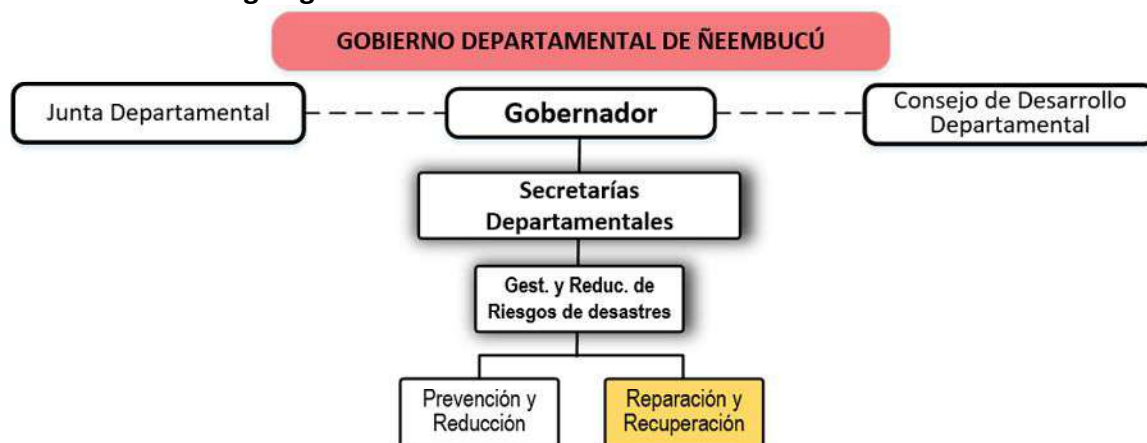 GOBIERNO DEPARTAMENTAL DE ÑEEMBUCÚ
Junta Departamental
Gobernador
Consejo de Desarrollo
Departamental
Secretarías
Departamentales
Gest. y Reduc. de
Riesgos de desastres
Prevención y
Reducción
Reparación y
Recuperación